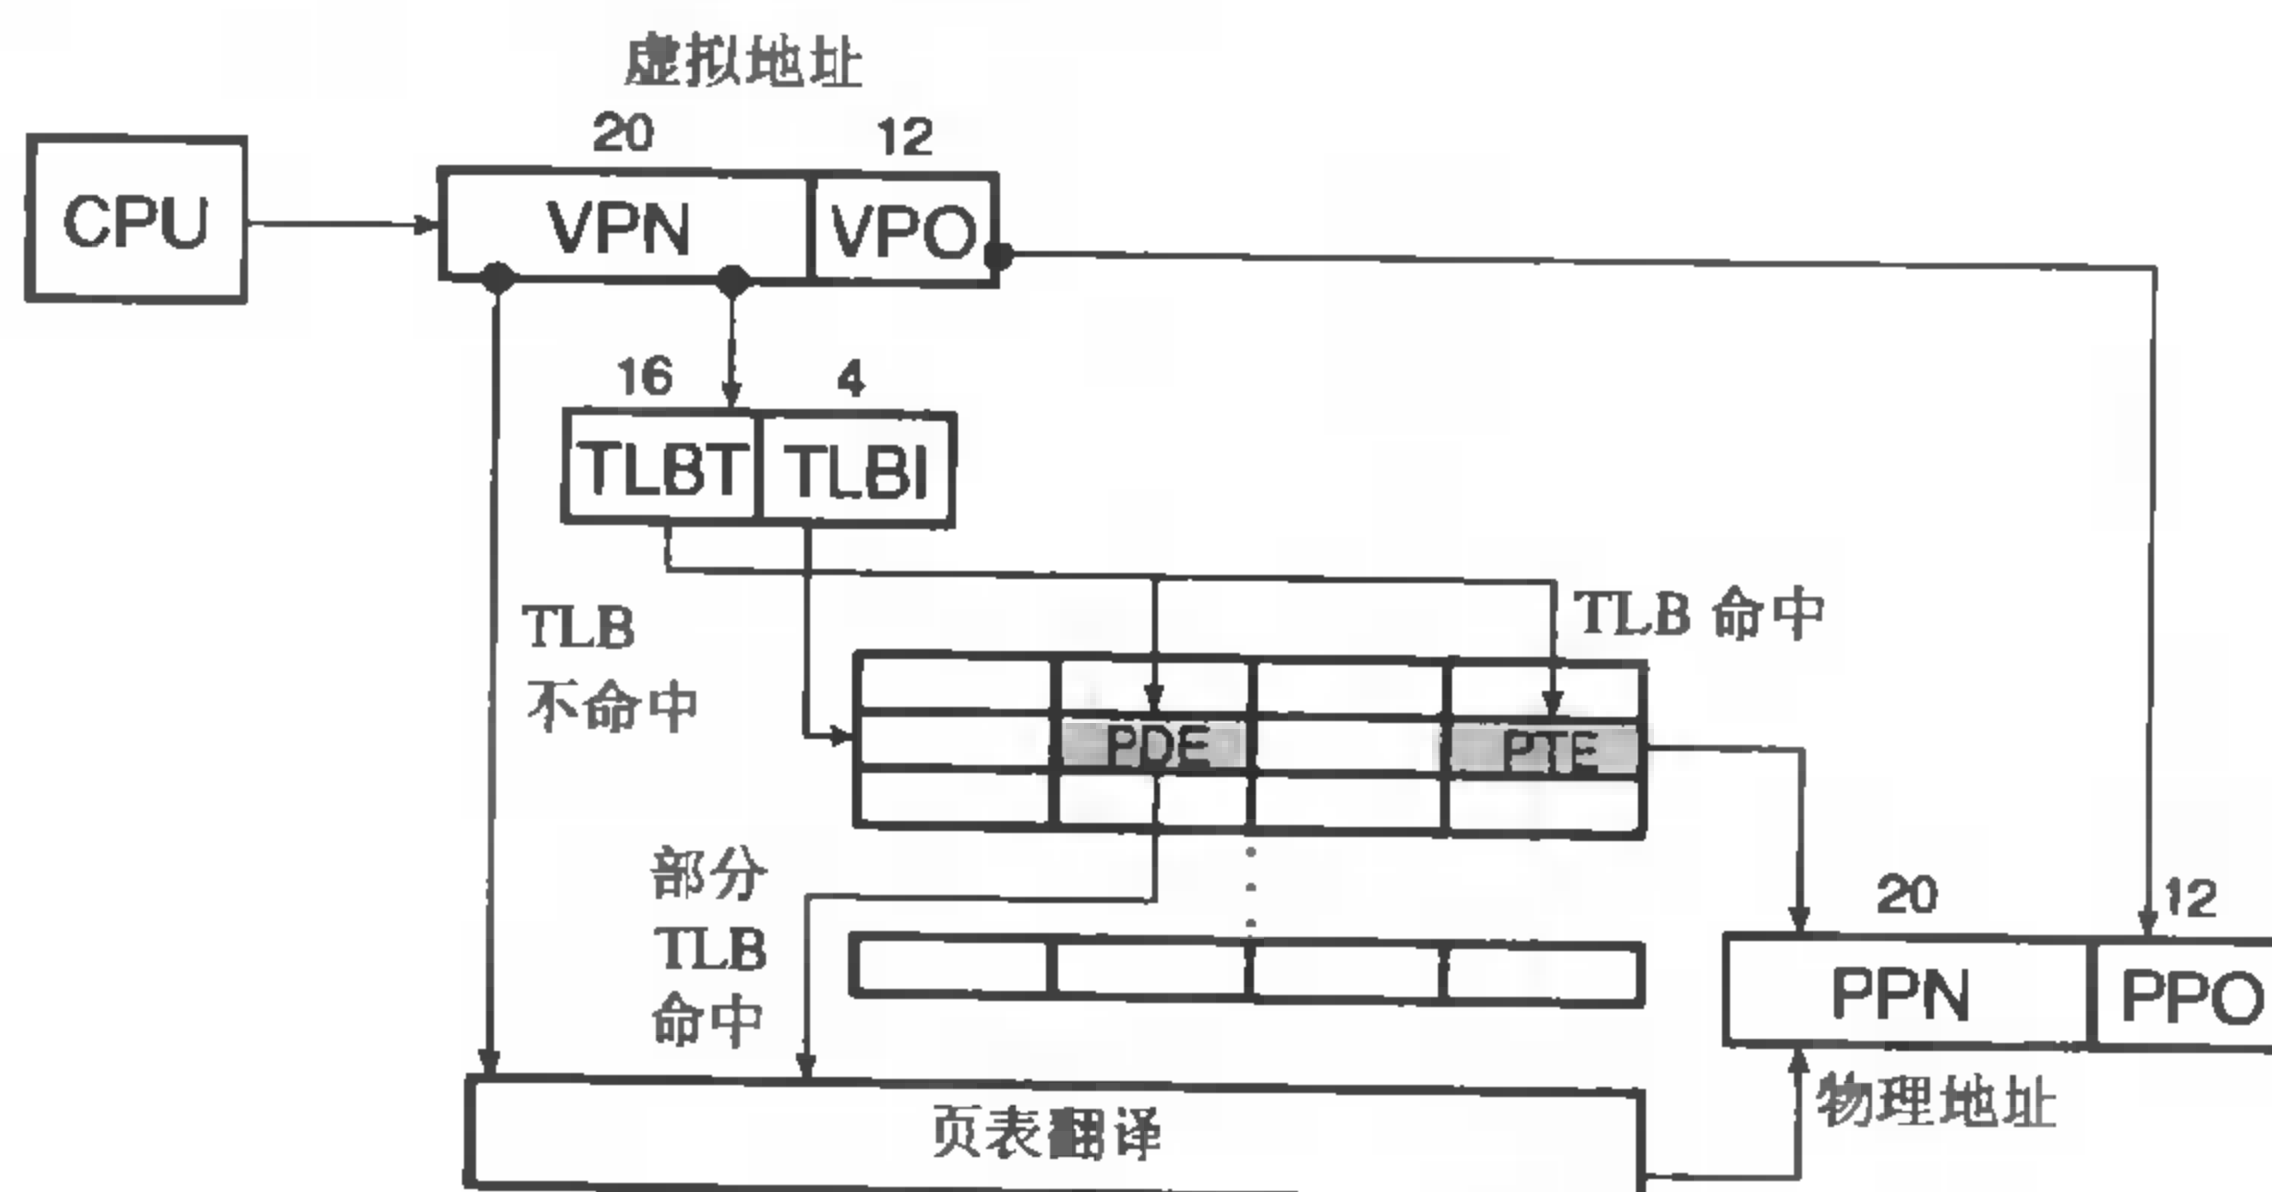 虚拟地址
20 12
CPU
VPN VPO
16 4
TLBT TLBI
TLB
不命中
TLB 命中
PDE PTE
部分
TLB
命中
20 12
PPN PPO
物理地址
页表翻译